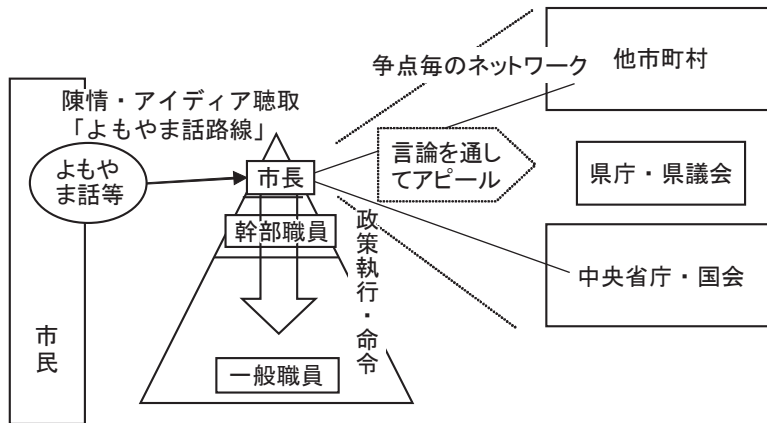 争点毎のネットワーク
他市町村
陳情・アイディア聴取
「よもやま話路線」
よもや
ま話等
市長
言論を通し
てアピール
県庁・県議会
幹部職員
政策執行・命令
中央省庁・国会
市民
一般職員